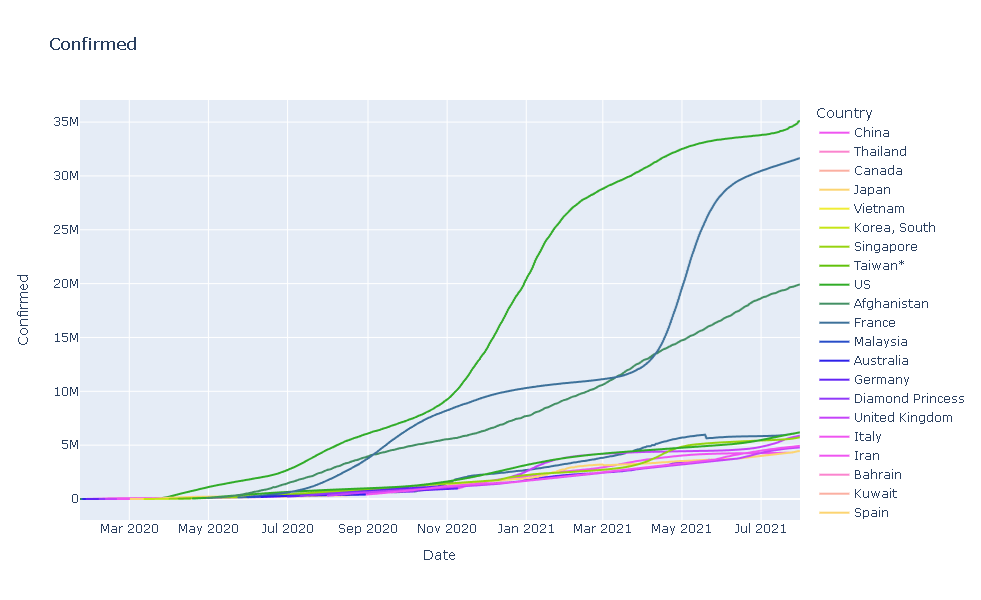 Confirmed
Country
China
Thailand
Canada
Japan
Vietnam
Korea, South
Singapore
Taiwan*
US
Afghanistan
France
Malaysia
Australia
Germany
Diamond Princess
United Kingdom
Italy
Iran
Bahrain
Kuwait
Spain
35M
30M
25M
20M
15M
10M
5M
0
Confirmed
Mar 2020 May 2020 Jul 2020 Sep 2020 Nov 2020 Jan 2021 Mar 2021 May 2021 Jul 2021
Date